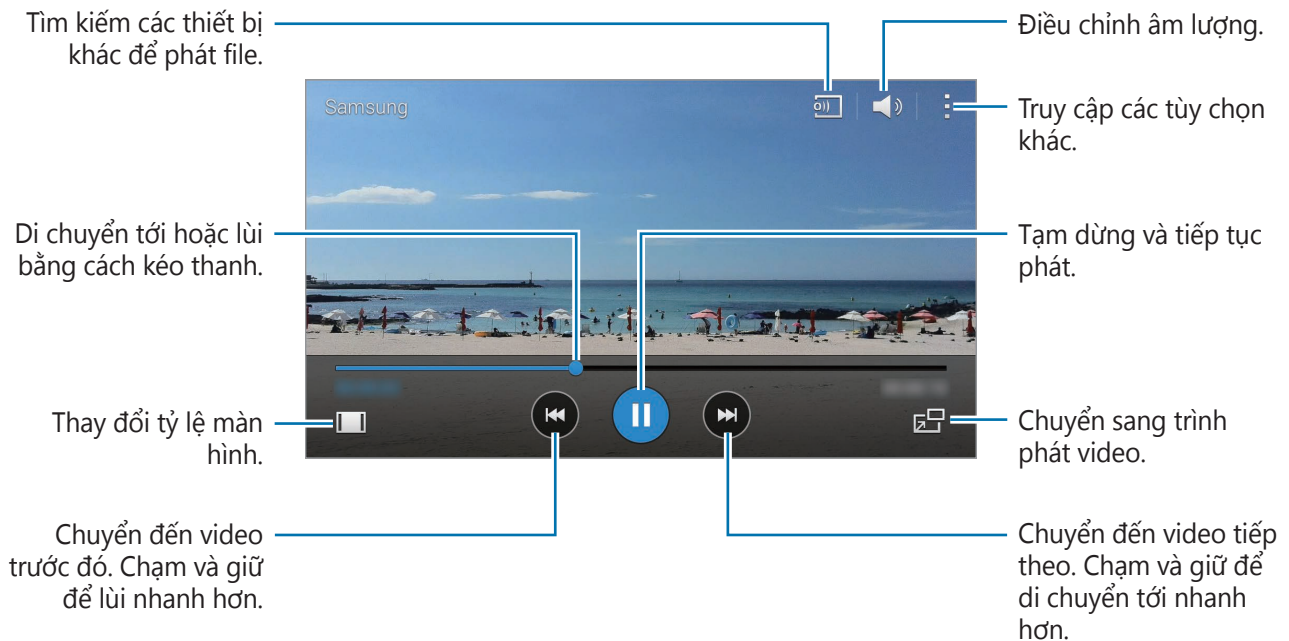 Tìm kiếm các thiết bị
khác để phát file.
Điều chỉnh âm lượng.
Samsung
Truy cập các tùy chọn
khác.
Di chuyển tới hoặc lùi
bằng cách kéo thanh.
Tạm dừng và tiếp tục
phát.
Thay đổi tỷ lệ màn
hình.
Chuyển sang trình
phát video.
Chuyển đến video
trước đó. Chạm và giữ
để lùi nhanh hơn.
Chuyển đến video tiếp
theo. Chạm và giữ để
di chuyển tới nhanh
hơn.